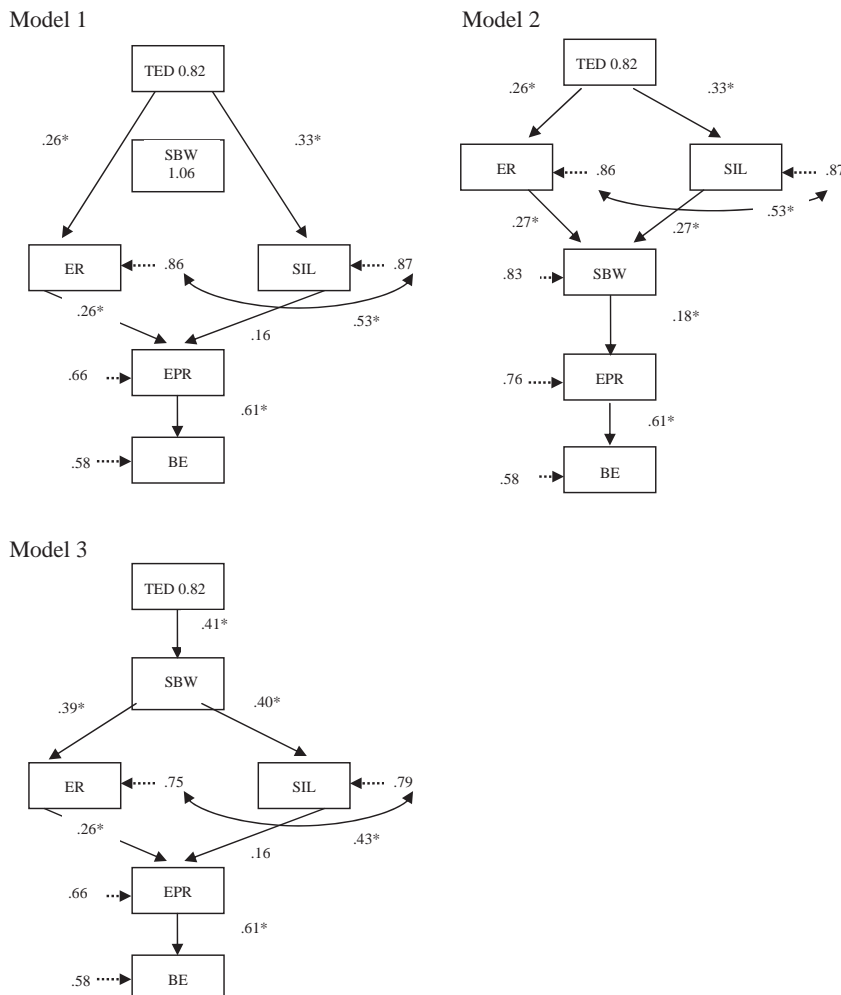 Model 1
TED 0.82
.26*
.33*
SBW
1.06
ER
.86
SIL
.87
.26*
.16
.53*
.66
EPR
.61*
.58
BE
Model 2
TED 0.82
.26*
.33*
ER
.86
SIL
.87
.53*
.27*
.27*
.83
SBW
.18*
.76
EPR
.61*
.58
BE
Model 3
TED 0.82
.41*
SBW
.39*
.40*
ER
.75
SIL
.79
.26*
.16
.43*
.66
EPR
.61*
.58
BE